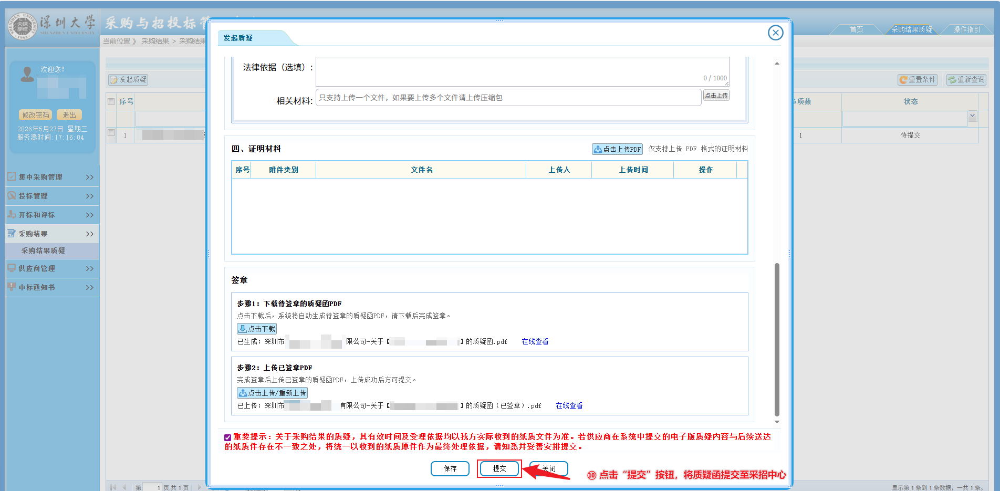 深圳大学
SHENZHEN UNIVERSITY
采购与招投标管
首页
采购结果质疑
操作指引
当前位置 》 采购结果 > 采购结果
欢迎您！
修改密码
退出
2026年5月27日 星期三
服务器时间:17:16:04
集中采购管理 >>
投标管理 >>
开标和评标 >>
采购结果 >>
采购结果质疑
供应商管理 >>
中标通知书 >>
发起质疑
重置条件
重新查询
序号
事项数
状态
1
1
待提交
第 1 页,共 1 页
显示第 1 条到 1 条数据，一共 1 条。
发起质疑
法律依据（选填）：
0 / 1000
相关材料：
只支持上传一个文件，如果要上传多个文件请上传压缩包
点击上传
四、证明材料
点击上传PDF
仅支持上传 PDF 格式的证明材料
序号 附件类别 文件名 上传人 上传时间 操作
签章
步骤1：下载待签章的质疑函PDF
点击下载后，系统将自动生成待签章的质疑函PDF，请下载后完成签章。
点击下载
已生成：深圳市 限公司-关于【 】的质疑函.pdf 在线查看
步骤2：上传已签章PDF
完成签章后上传已签章的质疑函PDF，上传成功后方可提交。
点击上传/重新上传
已上传：深圳市 有限公司-关于【 】的质疑函（已签章）.pdf 在线查看
重要提示：关于采购结果的质疑，其有效时间及受理依据均以我方实际收到的纸质文件为准。若供应商在系统中提交的电子版质疑内容与后续送达
的纸质件存在不一致之处，将统一以收到的纸质原件作为最终处理依据，请知悉并妥善安排提交。
保存
提交
关闭
⑩ 点击“提交”按钮，将质疑函提交至采招中心